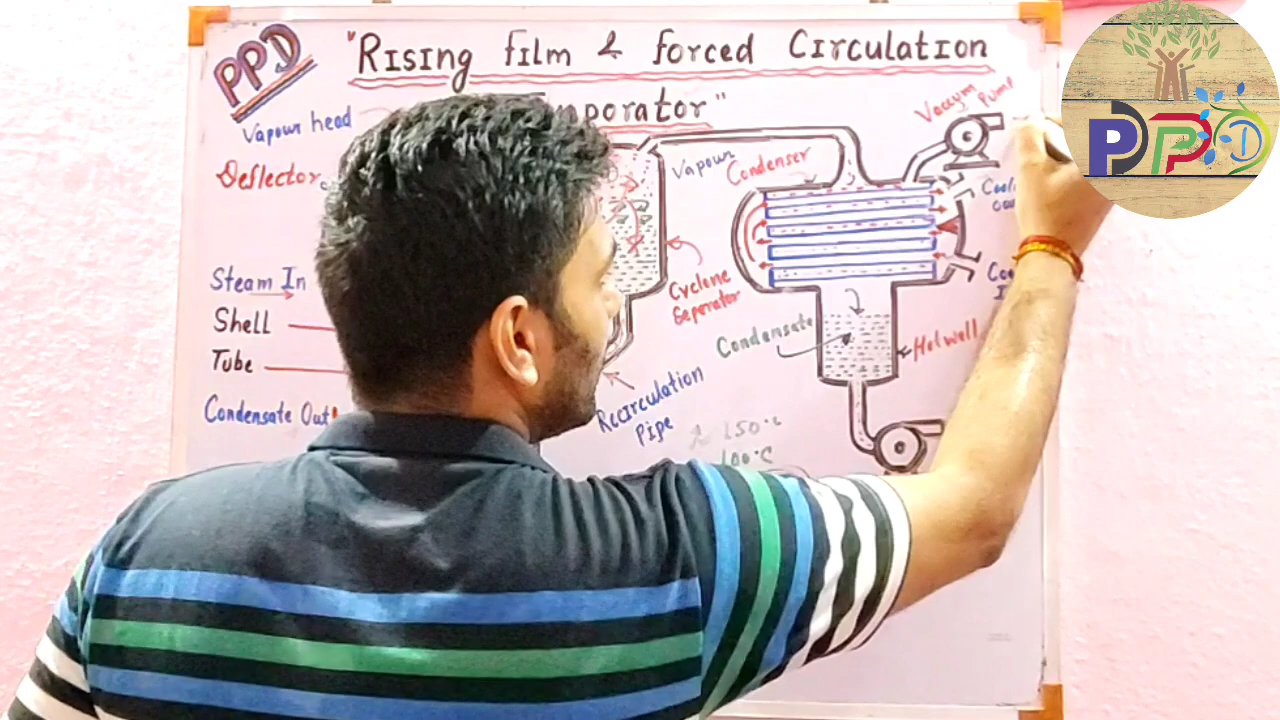 PPD
"Rising film & forced Circulation
porator"
Vapour head
Deflector
Steam In
Shell
Tube
Condensate Out
Vapour
Condenser
Vacuum Pump
Cyclone
Seperator
Condensate
Hotwell
Recirculation
Pipe
150°C
100°C
PPD